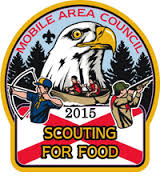 MOBILE AREA COUNCIL
2015
SCOUTING
FOR FOOD